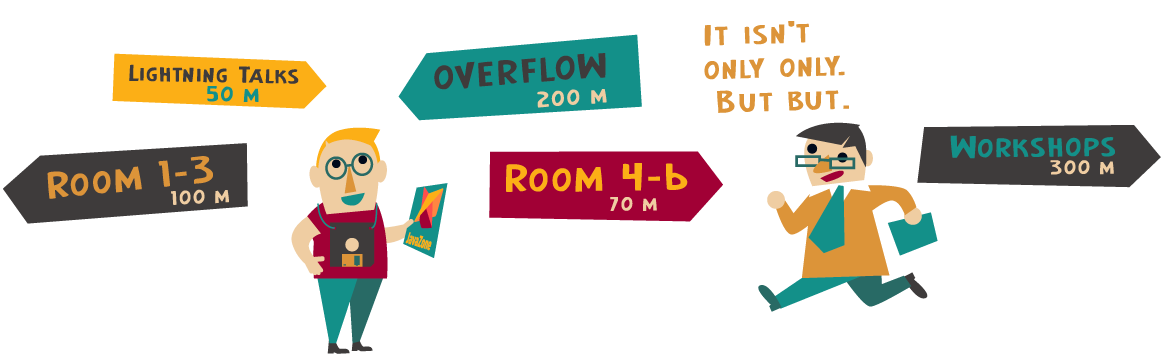 LIGHTNING TALKS
50 M
OVERFLOW
200 M
IT ISN'T
ONLY ONLY.
BUT BUT.
ROOM 1-3
100 M
ROOM 4-6
70 M
WORKSHOPS
300 M
JavaZone